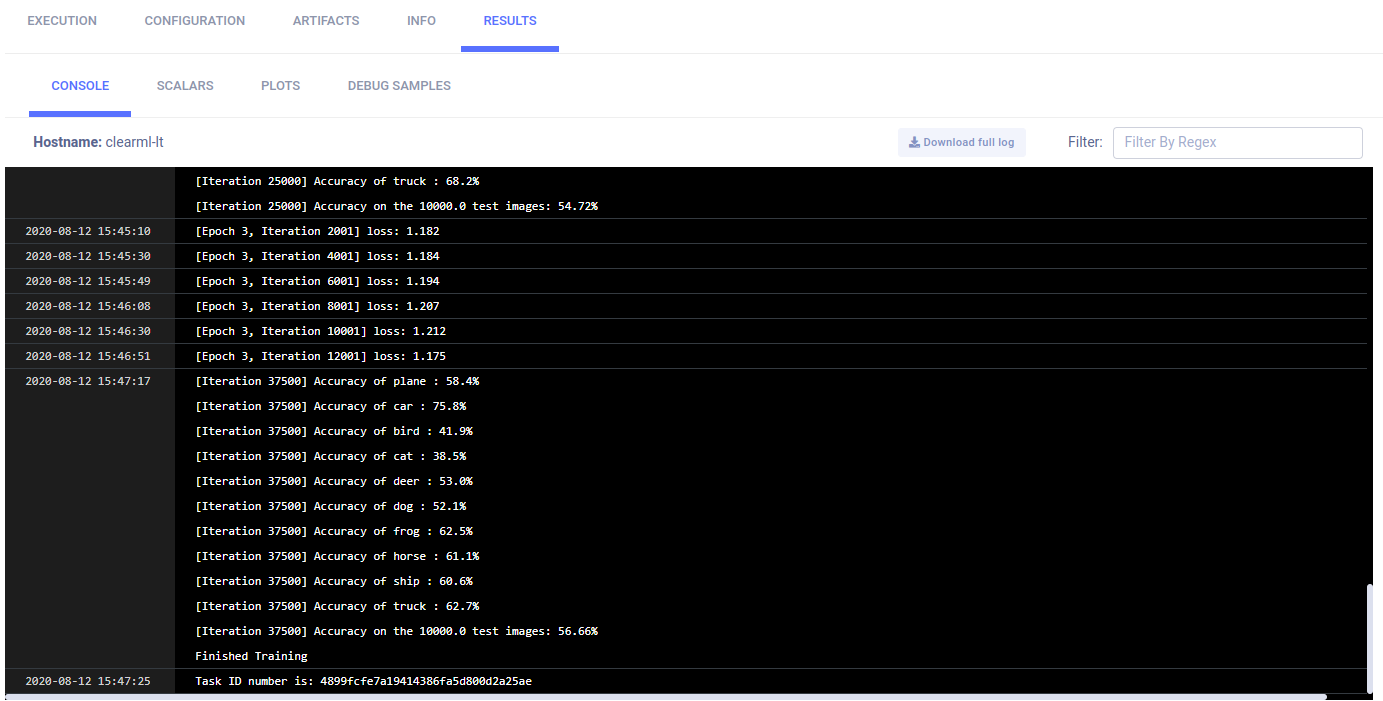 EXECUTION CONFIGURATION ARTIFACTS INFO RESULTS
CONSOLE SCALARS PLOTS DEBUG SAMPLES
Hostname: clearml-lt Download full log Filter: Filter By Regex
[Iteration 25000] Accuracy of truck : 68.2%
[Iteration 25000] Accuracy on the 10000.0 test images: 54.72%
2020-08-12 15:45:10 [Epoch 3, Iteration 2001] loss: 1.182
2020-08-12 15:45:30 [Epoch 3, Iteration 4001] loss: 1.184
2020-08-12 15:45:49 [Epoch 3, Iteration 6001] loss: 1.194
2020-08-12 15:46:08 [Epoch 3, Iteration 8001] loss: 1.207
2020-08-12 15:46:30 [Epoch 3, Iteration 10001] loss: 1.212
2020-08-12 15:46:51 [Epoch 3, Iteration 12001] loss: 1.175
2020-08-12 15:47:17 [Iteration 37500] Accuracy of plane : 58.4%
[Iteration 37500] Accuracy of car : 75.8%
[Iteration 37500] Accuracy of bird : 41.9%
[Iteration 37500] Accuracy of cat : 38.5%
[Iteration 37500] Accuracy of deer : 53.0%
[Iteration 37500] Accuracy of dog : 52.1%
[Iteration 37500] Accuracy of frog : 62.5%
[Iteration 37500] Accuracy of horse : 61.1%
[Iteration 37500] Accuracy of ship : 60.6%
[Iteration 37500] Accuracy of truck : 62.7%
[Iteration 37500] Accuracy on the 10000.0 test images: 56.66%
Finished Training
2020-08-12 15:47:25 Task ID number is: 4899fcfe7a19414386fa5d800d2a25ae